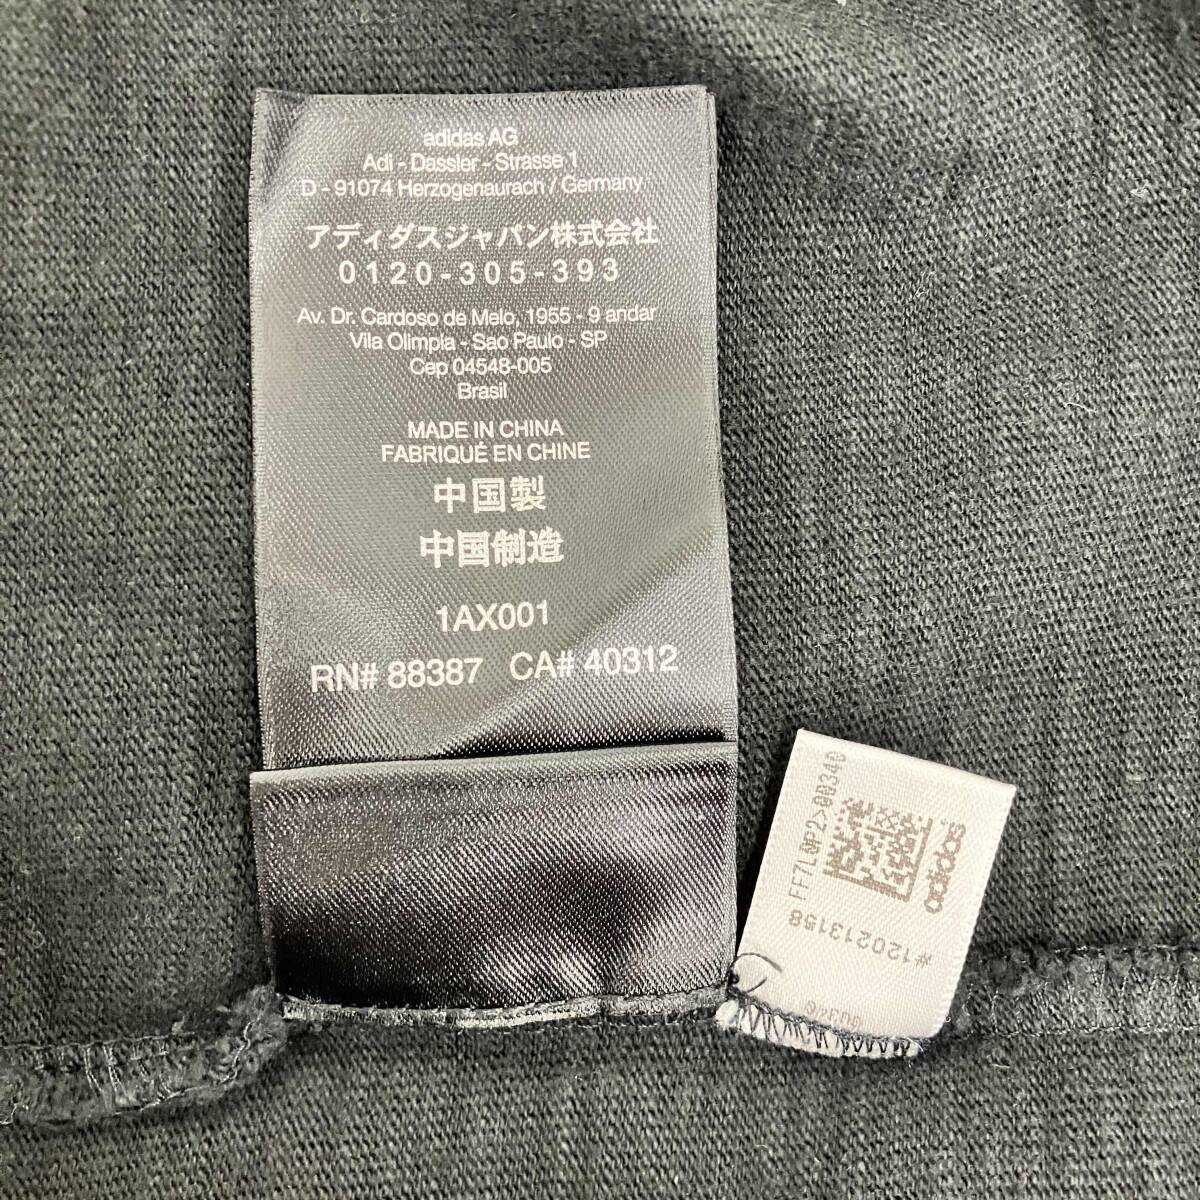 adidas AG
Adi - Dassler - Strasse 1
D - 91074 Herzogenaurach / Germany
アディダスジャパン株式会社
0120-305-393
Av. Dr. Cardoso de Melo, 1955 - 9 andar
Vila Olimpia - Sao Paulo - SP
Cep 04548-005
Brasil
MADE IN CHINA
FABRIQUÉ EN CHINE
中国製
中国制造
1AX001
RN# 88387 CA# 40312
adidas
#120213158